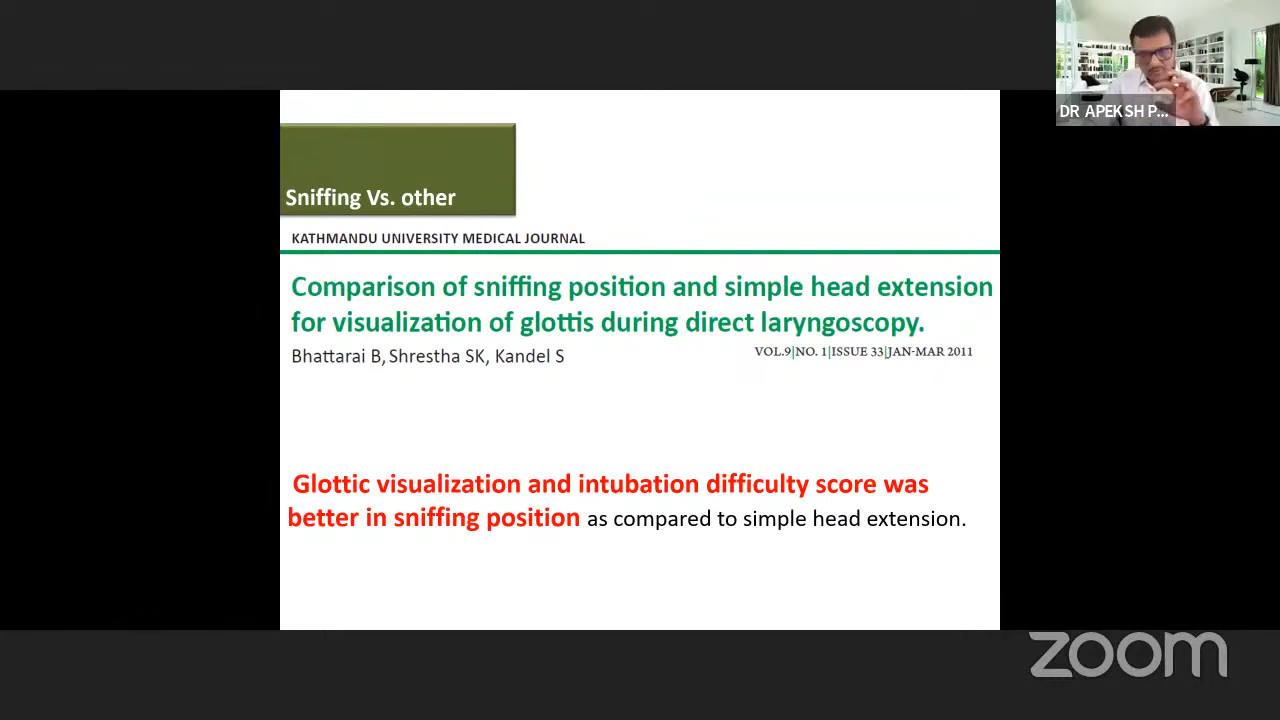 DR APEKSH P...
Sniffing Vs. other
KATHMANDU UNIVERSITY MEDICAL JOURNAL
Comparison of sniffing position and simple head extension
for visualization of glottis during direct laryngoscopy.
Bhattarai B, Shrestha SK, Kandel S
VOL.9|NO. 1|ISSUE 33|JAN-MAR 2011
Glottic visualization and intubation difficulty score was
better in sniffing position as compared to simple head extension.
zoom